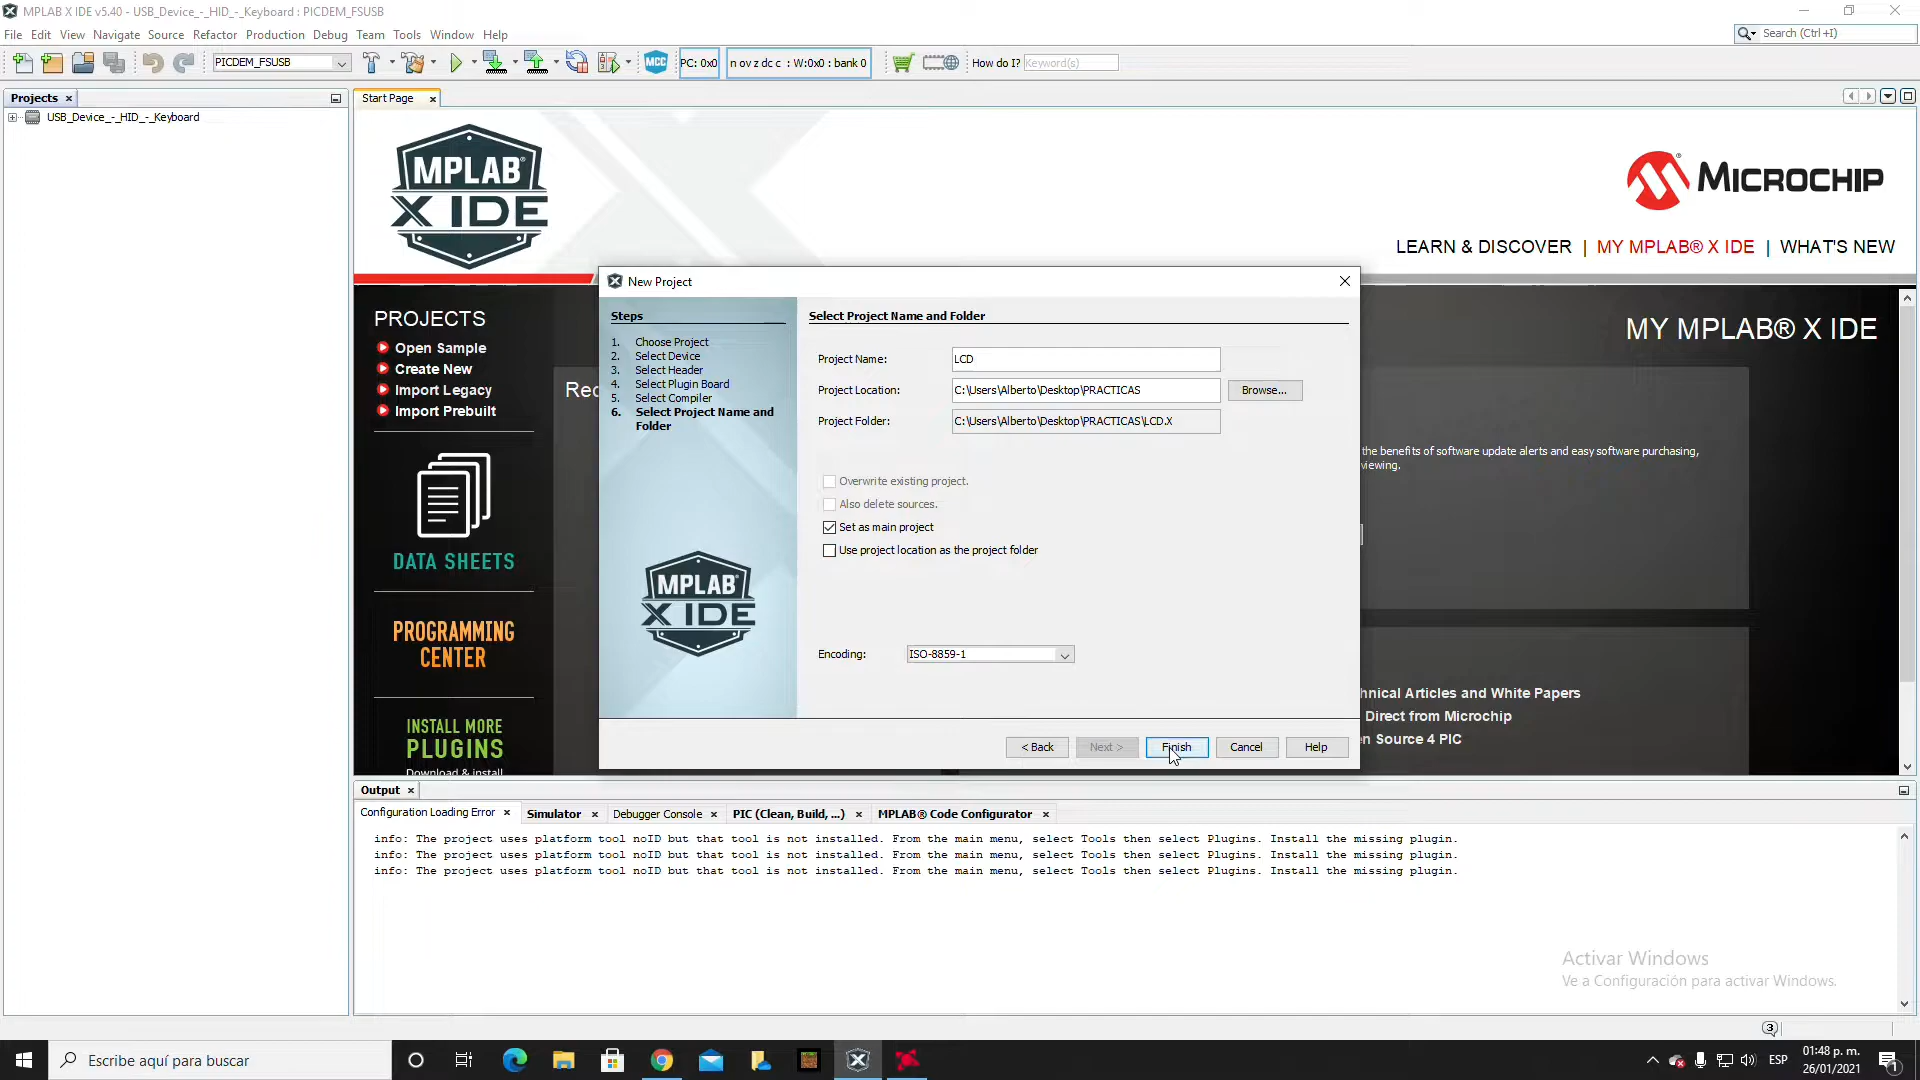 MPLAB X IDE v5.40 - USB_Device_-_HID_-_Keyboard : PICDEM_FSUSB
File Edit View Navigate Source Refactor Production Debug Team Tools Window Help
Search (Ctrl+I)
PICDEM_FSUSB
MCC
PC: 0x0
n ov z dc c : W:0x0 : bank 0
How do I? Keyword(s)
Projects
Start Page
USB_Device_-_HID_-_Keyboard
MPLAB®
X IDE
MICROCHIP
LEARN & DISCOVER | MY MPLAB® X IDE | WHAT'S NEW
PROJECTS
Open Sample
Create New
Import Legacy
Import Prebuilt
DATA SHEETS
PROGRAMMING
CENTER
INSTALL MORE
PLUGINS
Download & install
Rec
MY MPLAB® X IDE
the benefits of software update alerts and easy software purchasing,
viewing.
hnical Articles and White Papers
Direct from Microchip
n Source 4 PIC
New Project
Steps
1. Choose Project
2. Select Device
3. Select Header
4. Select Plugin Board
5. Select Compiler
6. Select Project Name and
Folder
MPLAB®
X IDE
Select Project Name and Folder
Project Name: LCD
Project Location: C:\Users\Alberto\Desktop\PRACTICAS Browse...
Project Folder: C:\Users\Alberto\Desktop\PRACTICAS\LCD.X
Overwrite existing project.
Also delete sources.
Set as main project
Use project location as the project folder
Encoding: ISO-8859-1
< Back Next > Finish Cancel Help
Output
Configuration Loading Error Simulator Debugger Console PIC (Clean, Build, ...) MPLAB® Code Configurator
info: The project uses platform tool noID but that tool is not installed. From the main menu, select Tools then select Plugins. Install the missing plugin.
info: The project uses platform tool noID but that tool is not installed. From the main menu, select Tools then select Plugins. Install the missing plugin.
info: The project uses platform tool noID but that tool is not installed. From the main menu, select Tools then select Plugins. Install the missing plugin.
Activar Windows
Ve a Configuración para activar Windows.
3
Escribe aquí para buscar
ESP
01:48 p. m.
26/01/2021
1